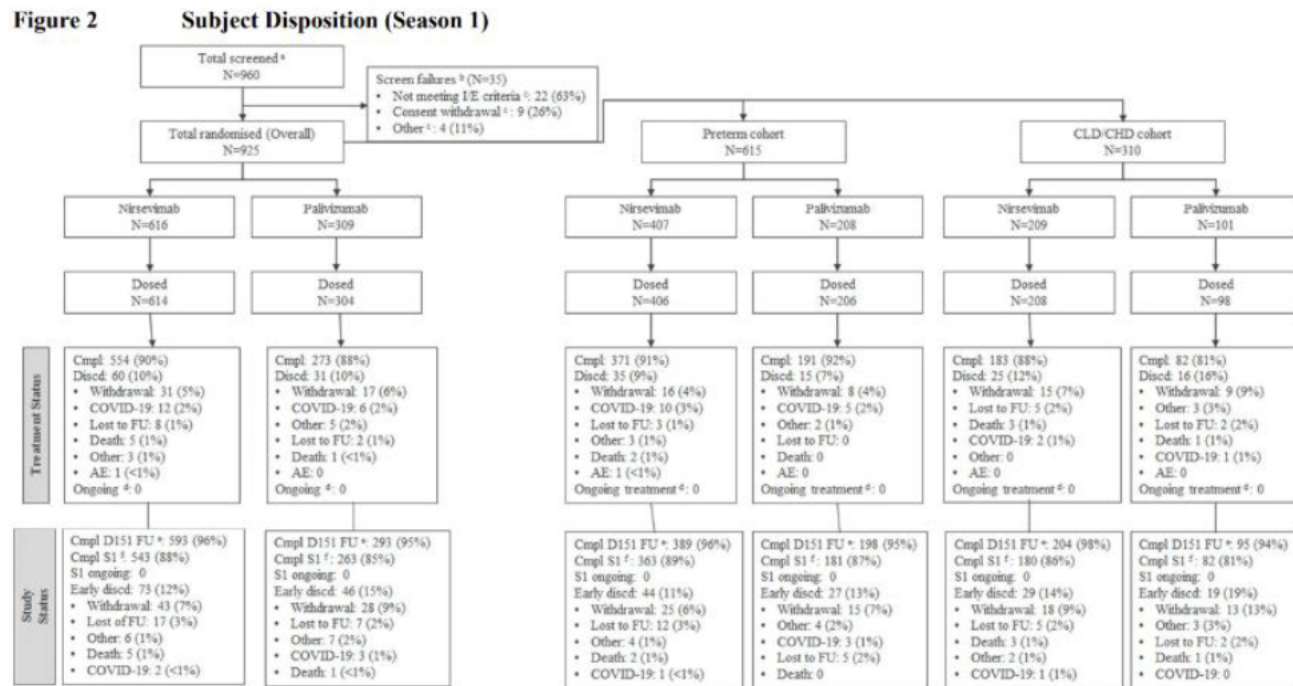 Figure 2 Subject Disposition (Season 1)
Total screened a
N=960
Screen failures b (N=35)
• Not meeting I/E criteria c: 22 (63%)
• Consent withdrawal c: 9 (26%)
• Other c: 4 (11%)
Total randomised (Overall)
N=925
Preterm cohort
N=615
CLD/CHD cohort
N=310
Nirsevimab
N=616
Palivizumab
N=309
Nirsevimab
N=407
Palivizumab
N=208
Nirsevimab
N=209
Palivizumab
N=101
Dosed
N=614
Dosed
N=304
Dosed
N=406
Dosed
N=206
Dosed
N=208
Dosed
N=98
Treatment Status
Cmpl: 554 (90%)
Discd: 60 (10%)
• Withdrawal: 31 (5%)
• COVID-19: 12 (2%)
• Lost to FU: 8 (1%)
• Death: 5 (1%)
• Other: 3 (1%)
• AE: 1 (<1%)
Ongoing d: 0
Cmpl: 273 (88%)
Discd: 31 (10%)
• Withdrawal: 17 (6%)
• COVID-19: 6 (2%)
• Other: 5 (2%)
• Lost to FU: 2 (1%)
• Death: 1 (<1%)
• AE: 0
Ongoing d: 0
Cmpl: 371 (91%)
Discd: 35 (9%)
• Withdrawal: 16 (4%)
• COVID-19: 10 (3%)
• Lost to FU: 3 (1%)
• Other: 3 (1%)
• Death: 2 (1%)
• AE: 1 (<1%)
Ongoing treatment d: 0
Cmpl: 191 (92%)
Discd: 15 (7%)
• Withdrawal: 8 (4%)
• COVID-19: 5 (2%)
• Other: 2 (1%)
• Lost to FU: 0
• Death: 0
• AE: 0
Ongoing treatment d: 0
Cmpl: 183 (88%)
Discd: 25 (12%)
• Withdrawal: 15 (7%)
• Lost to FU: 5 (2%)
• Death: 3 (1%)
• COVID-19: 2 (1%)
• Other: 0
• AE: 0
Ongoing treatment d: 0
Cmpl: 82 (81%)
Discd: 16 (16%)
• Withdrawal: 9 (9%)
• Other: 3 (3%)
• Lost to FU: 2 (2%)
• Death: 1 (1%)
• COVID-19: 1 (1%)
• AE: 0
Ongoing treatment d: 0
Study
Status
Cmpl D151 FU e: 593 (96%)
Cmpl S1 f: 543 (88%)
S1 ongoing: 0
Early discd: 73 (12%)
• Withdrawal: 43 (7%)
• Lost of FU: 17 (3%)
• Other: 6 (1%)
• Death: 5 (1%)
• COVID-19: 2 (<1%)
Cmpl D151 FU e: 293 (95%)
Cmpl S1 f: 263 (85%)
S1 ongoing: 0
Early discd: 46 (15%)
• Withdrawal: 28 (9%)
• Lost to FU: 7 (2%)
• Other: 7 (2%)
• COVID-19: 3 (1%)
• Death: 1 (<1%)
Cmpl D151 FU e: 389 (96%)
Cmpl S1 f: 363 (89%)
S1 ongoing: 0
Early discd: 44 (11%)
• Withdrawal: 25 (6%)
• Lost to FU: 12 (3%)
• Other: 4 (1%)
• Death: 2 (1%)
• COVID-19: 1 (<1%)
Cmpl D151 FU e: 198 (95%)
Cmpl S1 f: 181 (87%)
S1 ongoing: 0
Early discd: 27 (13%)
• Withdrawal: 15 (7%)
• Other: 4 (2%)
• COVID-19: 3 (1%)
• Lost to FU: 5 (2%)
• Death: 0
Cmpl D151 FU e: 204 (98%)
Cmpl S1 f: 180 (86%)
S1 ongoing: 0
Early discd: 29 (14%)
• Withdrawal: 18 (9%)
• Lost to FU: 5 (2%)
• Death: 3 (1%)
• Other: 2 (1%)
• COVID-19: 1 (1%)
Cmpl D151 FU e: 95 (94%)
Cmpl S1 f: 82 (81%)
S1 ongoing: 0
Early discd: 19 (19%)
• Withdrawal: 13 (13%)
• Other: 3 (3%)
• Lost to FU: 2 (2%)
• Death: 1 (1%)
• COVID-19: 0